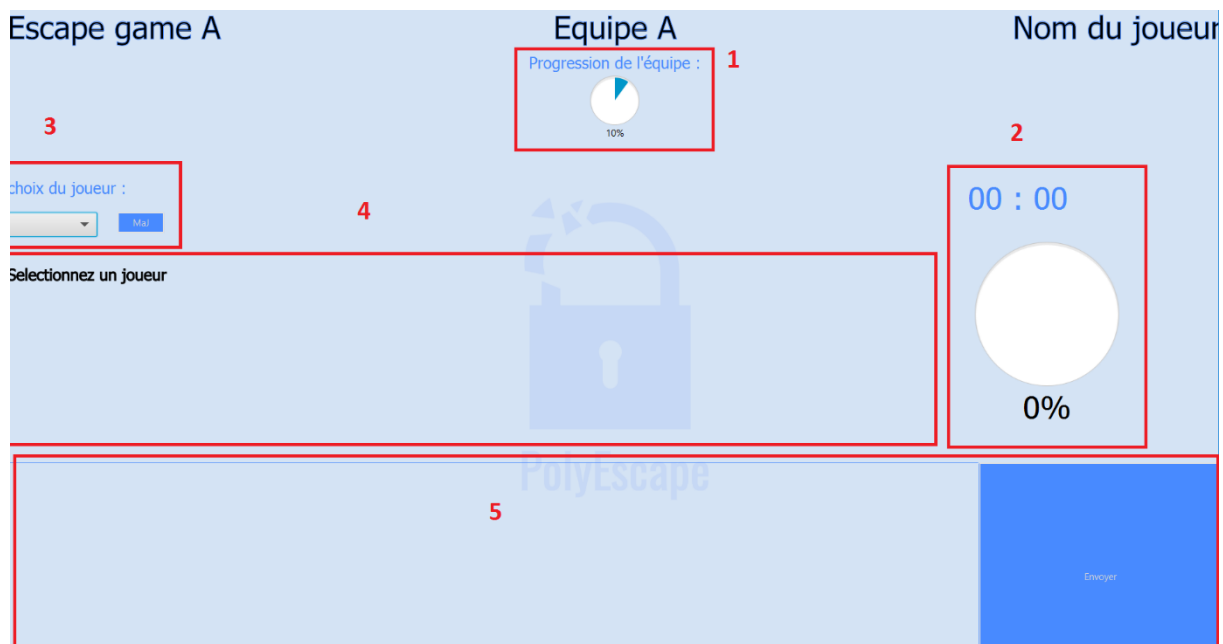 Escape game A
Equipe A
Nom du joueur
Progression de l'équipe :
1
10%
3
2
choix du joueur :
MaJ
4
00 : 00
Selectionnez un joueur
0%
PolyEscape
5
Envoyer